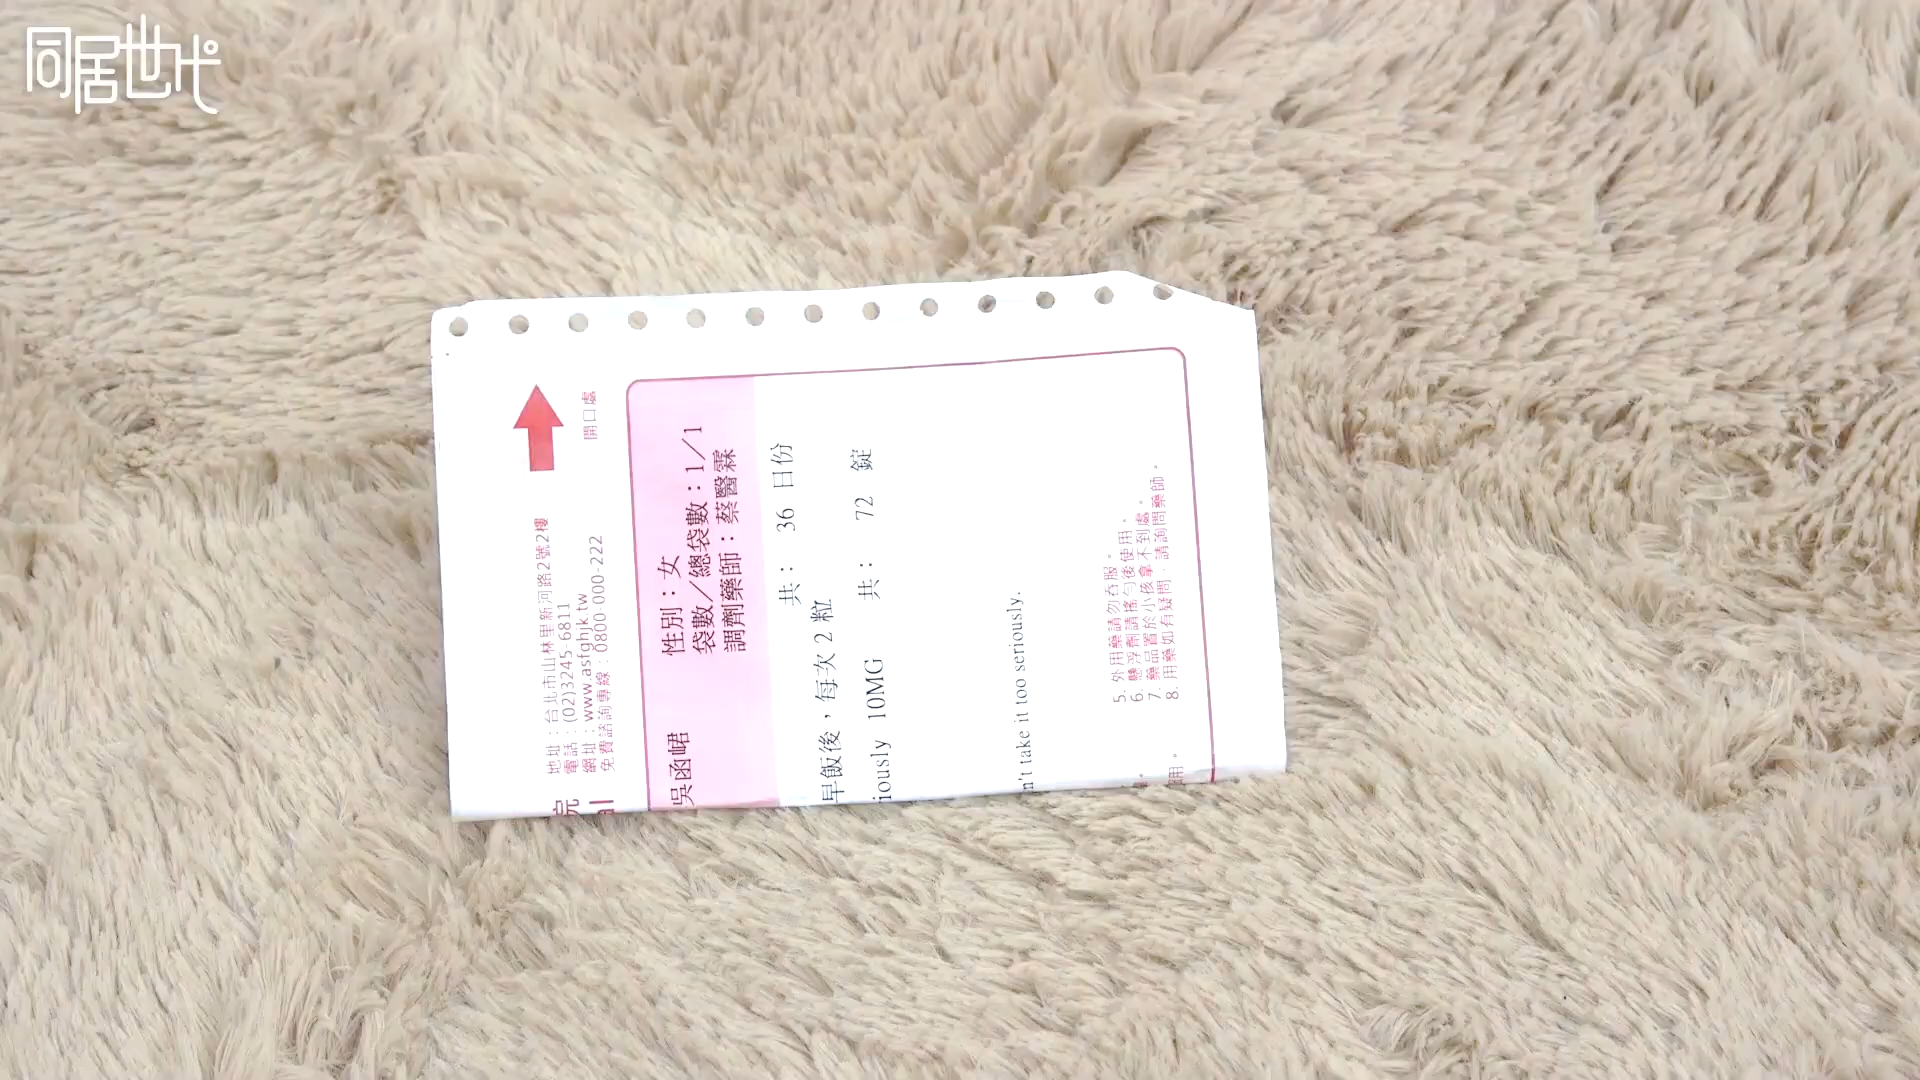 同居世代
開口處
地址：台北市山林里新河路2號2樓
電話：(02)3245-6811
網址：www.asfghjk.tw
免費諮詢專線：0800-000-222
院
al
吳函峮 性別：女
袋數／總袋數：1／1
調劑藥師：蔡醫霖
共： 36 日份
早飯後，每次2粒
iously 10MG 共： 72 錠
n't take it too seriously.
5. 外用藥請勿吞服。
6. 懸浮劑請搖勻後使用。
7. 藥品置於小孩拿不到處。
8. 用藥如有疑問，請詢問藥師。
用。